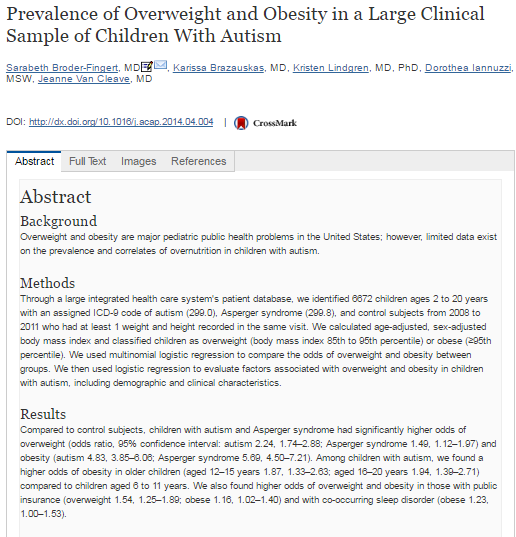 Prevalence of Overweight and Obesity in a Large Clinical
Sample of Children With Autism
Sarabeth Broder-Fingert, MD, Karissa Brazauskas, MD, Kristen Lindgren, MD, PhD, Dorothea Iannuzzi,
MSW, Jeanne Van Cleave, MD
DOI: http://dx.doi.org/10.1016/j.acap.2014.04.004 | CrossMark
Abstract Full Text Images References
Abstract
Background
Overweight and obesity are major pediatric public health problems in the United States; however, limited data exist
on the prevalence and correlates of overnutrition in children with autism.
Methods
Through a large integrated health care system's patient database, we identified 6672 children ages 2 to 20 years
with an assigned ICD-9 code of autism (299.0), Asperger syndrome (299.8), and control subjects from 2008 to
2011 who had at least 1 weight and height recorded in the same visit. We calculated age-adjusted, sex-adjusted
body mass index and classified children as overweight (body mass index 85th to 95th percentile) or obese (≥95th
percentile). We used multinomial logistic regression to compare the odds of overweight and obesity between
groups. We then used logistic regression to evaluate factors associated with overweight and obesity in children
with autism, including demographic and clinical characteristics.
Results
Compared to control subjects, children with autism and Asperger syndrome had significantly higher odds of
overweight (odds ratio, 95% confidence interval: autism 2.24, 1.74–2.88; Asperger syndrome 1.49, 1.12–1.97) and
obesity (autism 4.83, 3.85–6.06; Asperger syndrome 5.69, 4.50–7.21). Among children with autism, we found a
higher odds of obesity in older children (aged 12–15 years 1.87, 1.33–2.63; aged 16–20 years 1.94, 1.39–2.71)
compared to children aged 6 to 11 years. We also found higher odds of overweight and obesity in those with public
insurance (overweight 1.54, 1.25–1.89; obese 1.16, 1.02–1.40) and with co-occurring sleep disorder (obese 1.23,
1.00–1.53).